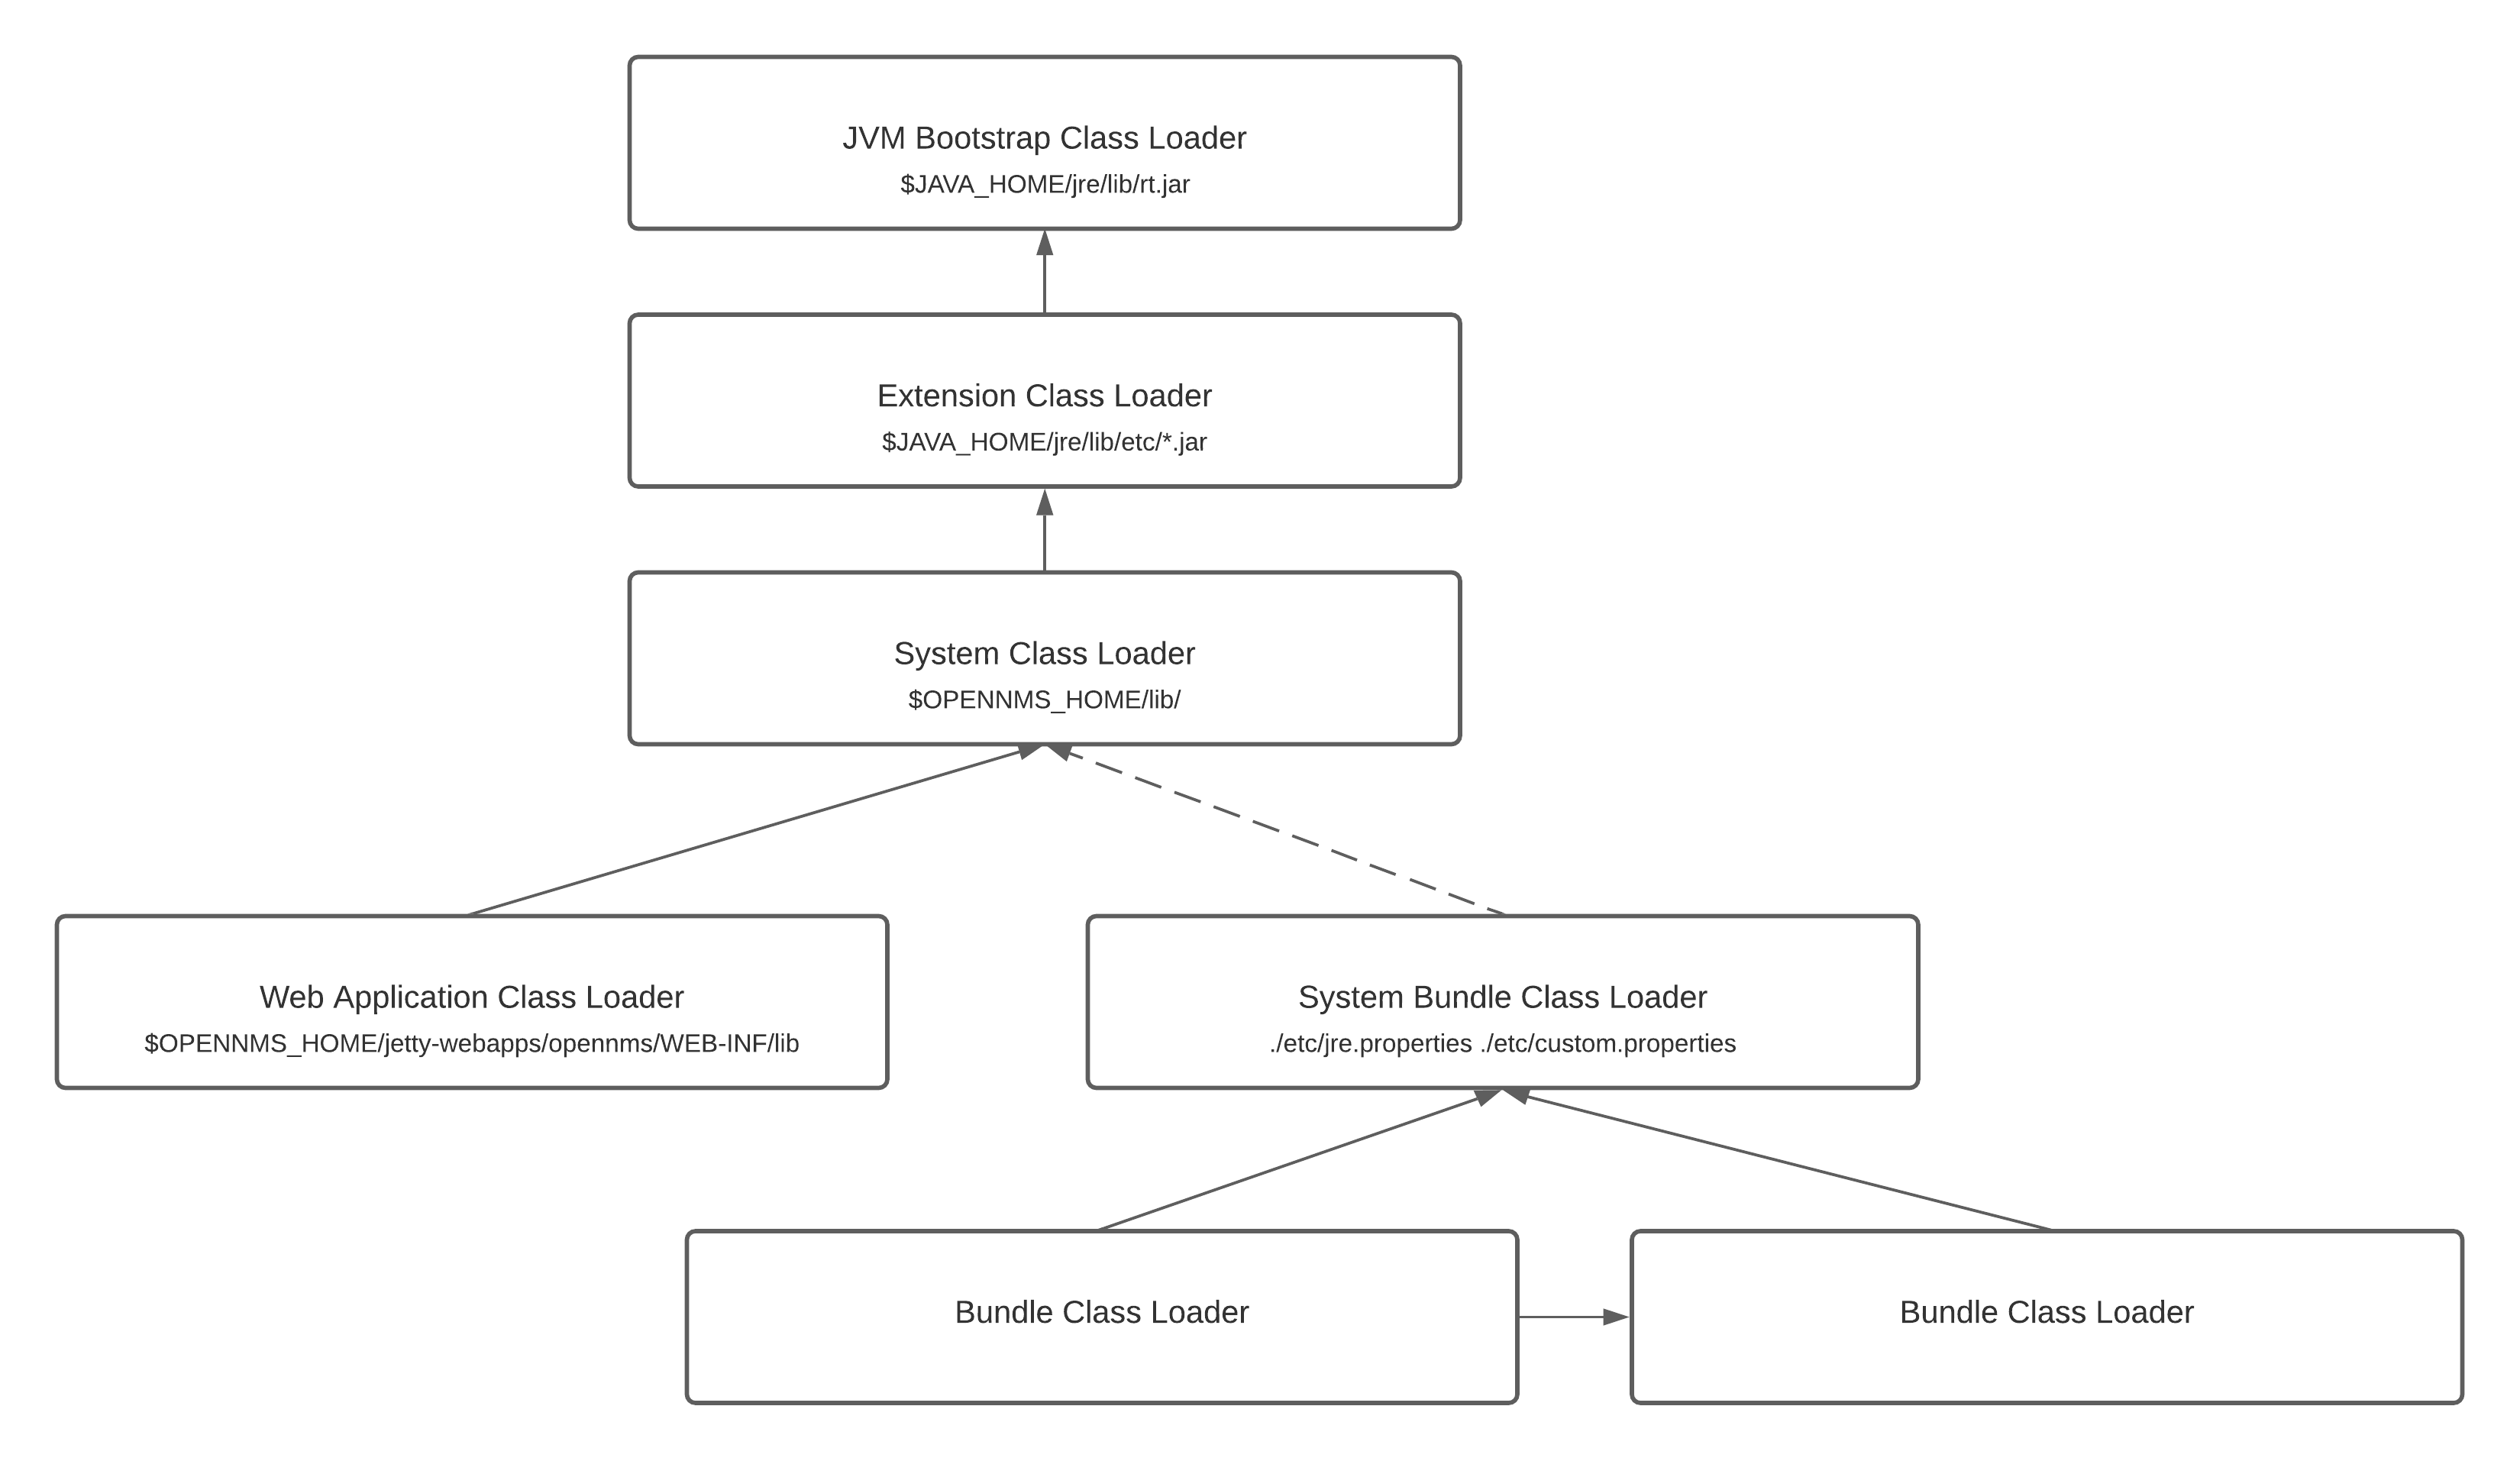 JVM Bootstrap Class Loader
$JAVA_HOME/jre/lib/rt.jar
Extension Class Loader
$JAVA_HOME/jre/lib/etc/*.jar
System Class Loader
$OPENNMS_HOME/lib/
Web Application Class Loader
$OPENNMS_HOME/jetty-webapps/opennms/WEB-INF/lib
System Bundle Class Loader
./etc/jre.properties ./etc/custom.properties
Bundle Class Loader
Bundle Class Loader